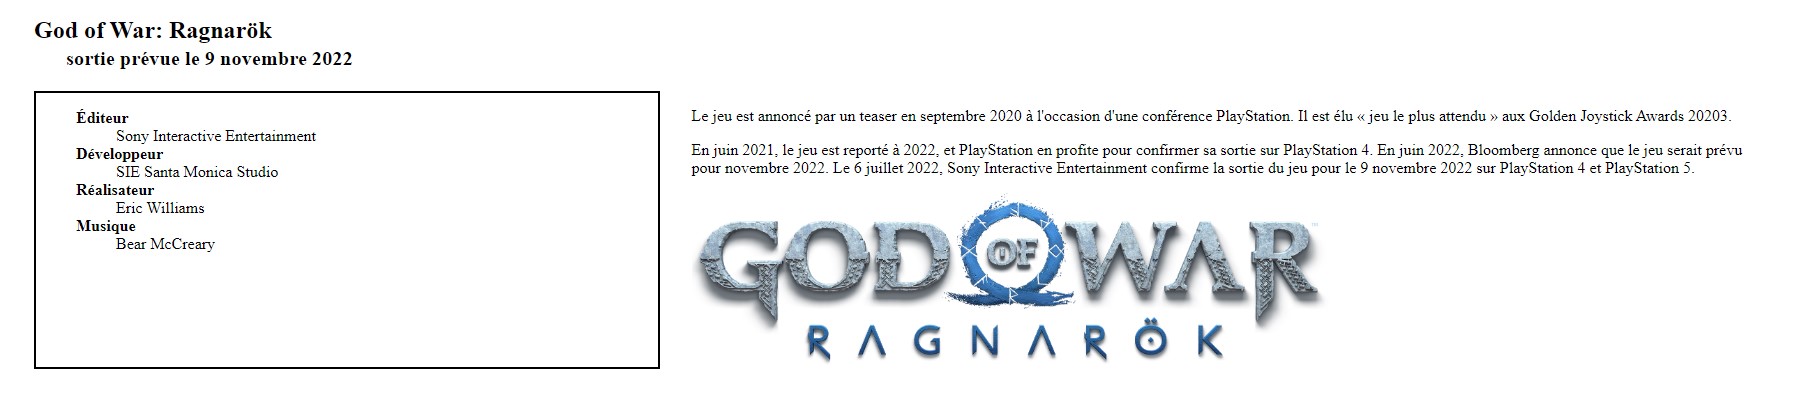 God of War: Ragnarök
sortie prévue le 9 novembre 2022
Éditeur
Sony Interactive Entertainment
Développeur
SIE Santa Monica Studio
Réalisateur
Eric Williams
Musique
Bear McCreary
Le jeu est annoncé par un teaser en septembre 2020 à l'occasion d'une conférence PlayStation. Il est élu « jeu le plus attendu » aux Golden Joystick Awards 20203.
En juin 2021, le jeu est reporté à 2022, et PlayStation en profite pour confirmer sa sortie sur PlayStation 4. En juin 2022, Bloomberg annonce que le jeu serait prévu
pour novembre 2022. Le 6 juillet 2022, Sony Interactive Entertainment confirme la sortie du jeu pour le 9 novembre 2022 sur PlayStation 4 et PlayStation 5.
GOD OF WAR
RAGNARÖK